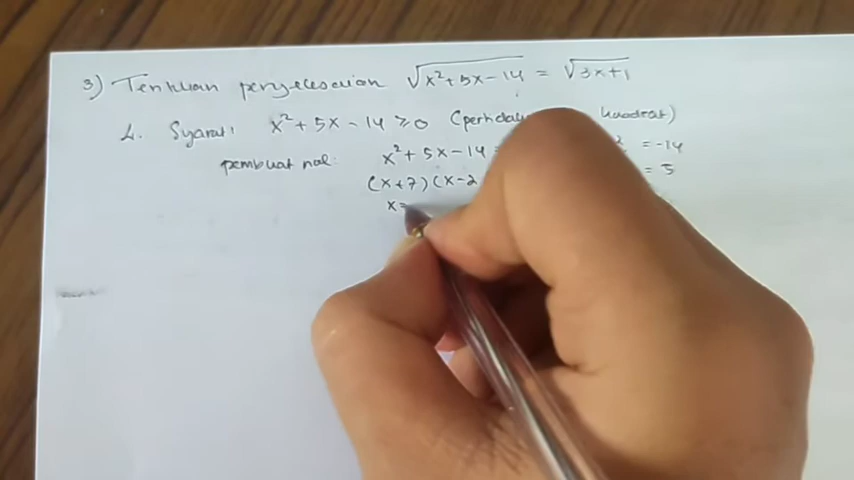 3) Tentukan penyelesaian √(x²+5x-14) = √(3x+1)
1. Syarat: x²+5x-14 ≥ 0 (pertida kuadrat)
pembuat nol: x²+5x-14 = -14
(x+7)(x-2 = 5
x=